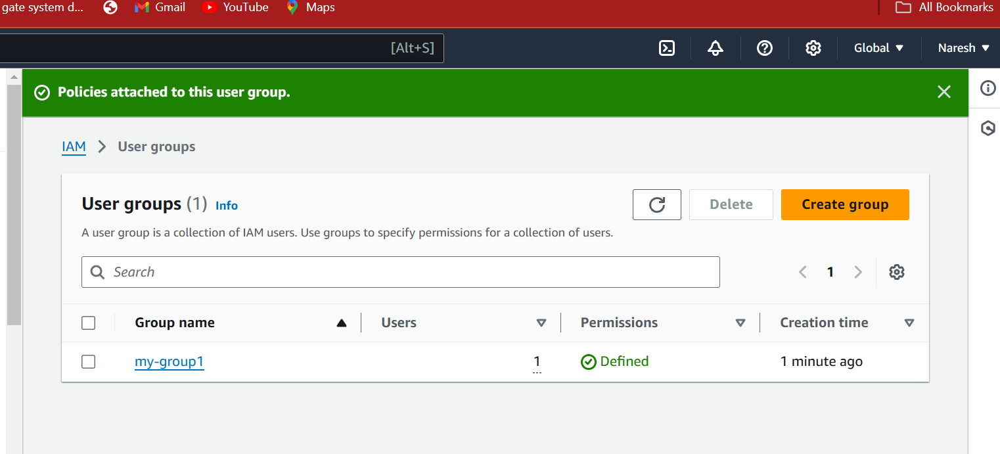 gate system d... Gmail YouTube Maps All Bookmarks
[Alt+S] Global Naresh
Policies attached to this user group.
IAM User groups
User groups (1) Info Delete Create group
A user group is a collection of IAM users. Use groups to specify permissions for a collection of users.
Search 1
Group name Users Permissions Creation time
my-group1 1 Defined 1 minute ago